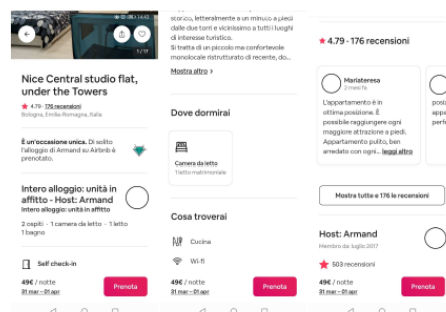 14:42
1/19
Nice Central studio flat,
under the Towers
4.79 · 176 recensioni
Bologna, Emilia-Romagna, Italia
È un'occasione unica. Di solito
l'alloggio di Armand su Airbnb è
prenotato.
Intero alloggio: unità in
affitto - Host: Armand
Intero alloggio: unità in affitto
2 ospiti · 1 camera da letto · 1 letto
1 bagno
Self check-in
49€ / notte
31 mar – 01 apr
Prenota
storico, letteralmente a un minuto a piedi
dalle due torri e vicinissimo a tutti i luoghi
di interesse turistico.
Si tratta di un piccolo ma confortevole
monolocale ristrutturato di recente, do...
Mostra altro >
Dove dormirai
Camera da letto
1 letto matrimoniale
Cosa troverai
Cucina
Wi-fi
49€ / notte
31 mar – 01 apr
Prenota
4.79 · 176 recensioni
Mariateresa
2 mesi fa
L'appartamento è in
ottima posizione. È
possibile raggiungere ogni
maggiore attrazione a piedi.
Appartamento pulito, ben
arredato con ogni... leggi altro
posiz
appa
perfe
Mostra tutte e 176 le recensioni
Host: Armand
Membro da: luglio 2017
503 recensioni
49€ / notte
31 mar – 01 apr
Prenota